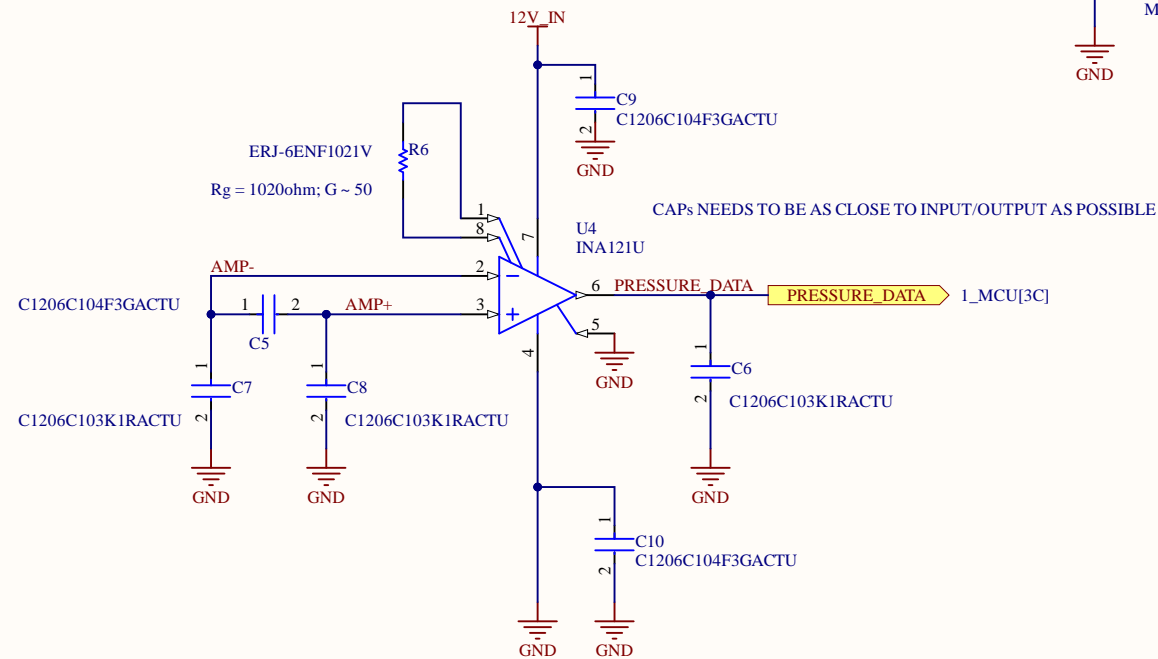 12V_IN
M
GND
1
C9
C1206C104F3GACTU
2
GND
ERJ-6ENF1021V
R6
Rg = 1020ohm; G ~ 50
CAPs NEEDS TO BE AS CLOSE TO INPUT/OUTPUT AS POSSIBLE
1
8
7
U4
INA121U
AMP-
2
6
PRESSURE_DATA
PRESSURE_DATA
1_MCU[3C]
C1206C104F3GACTU
1
2
AMP+
3
5
C5
4
GND
1
C7
1
C8
1
C6
2
C1206C103K1RACTU
2
C1206C103K1RACTU
2
C1206C103K1RACTU
GND
GND
GND
1
C10
C1206C104F3GACTU
2
GND
GND